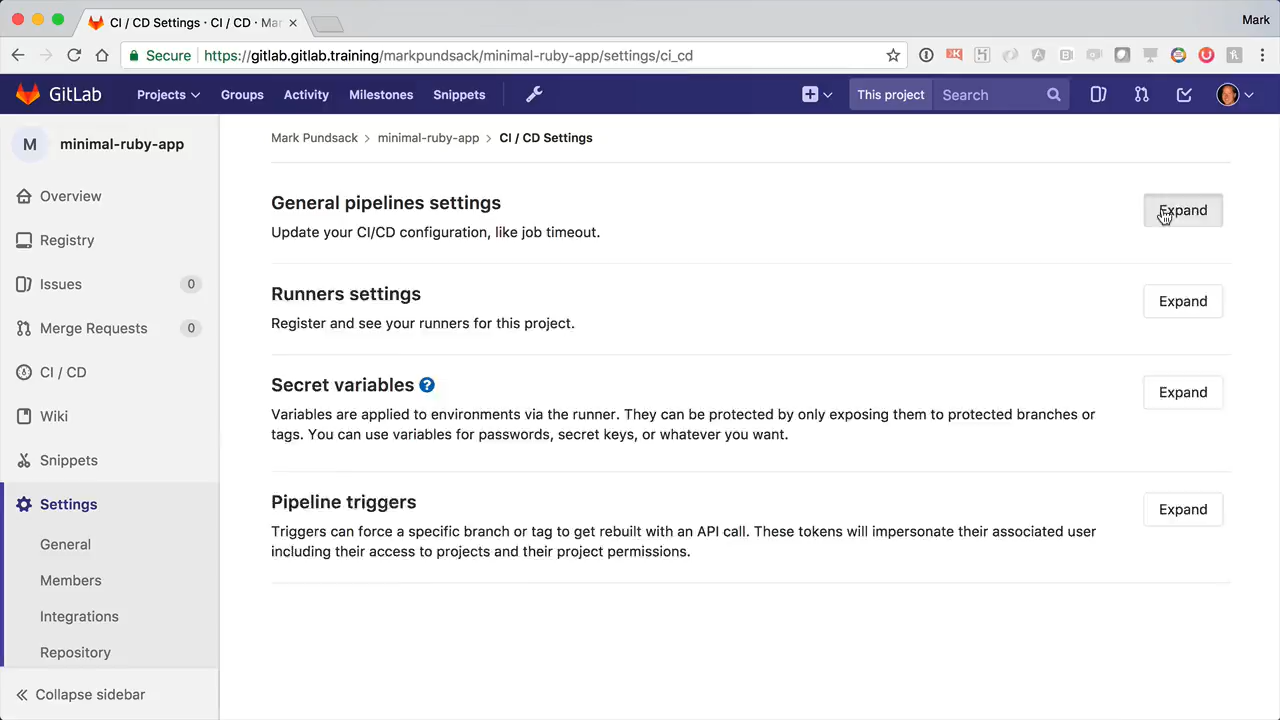 CI / CD Settings · CI / CD · Mar
Mark
Secure
https://gitlab.gitlab.training/markpundsack/minimal-ruby-app/settings/ci_cd
GitLab
Projects
Groups
Activity
Milestones
Snippets
This project
Search
M
minimal-ruby-app
Overview
Registry
Issues
0
Merge Requests
0
CI / CD
Wiki
Snippets
Settings
General
Members
Integrations
Repository
Collapse sidebar
Mark Pundsack > minimal-ruby-app > CI / CD Settings
General pipelines settings
Expand
Update your CI/CD configuration, like job timeout.
Runners settings
Expand
Register and see your runners for this project.
Secret variables ?
Expand
Variables are applied to environments via the runner. They can be protected by only exposing them to protected branches or
tags. You can use variables for passwords, secret keys, or whatever you want.
Pipeline triggers
Expand
Triggers can force a specific branch or tag to get rebuilt with an API call. These tokens will impersonate their associated user
including their access to projects and their project permissions.